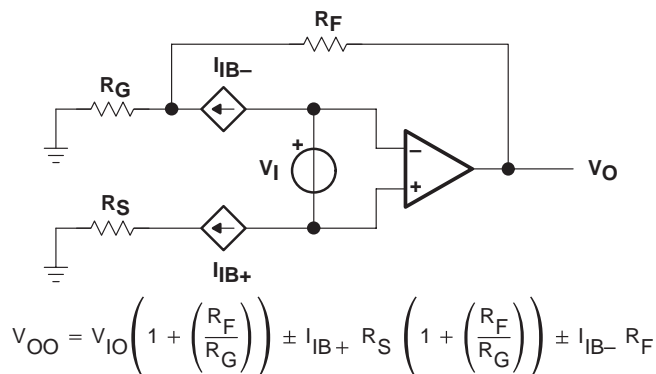 RF
IIB−
RG
+
VI
−
+
VO
RS
IIB+
VOO = VIO(1 + (RF/RG)) ± IIB+ RS (1 + (RF/RG)) ± IIB− RF